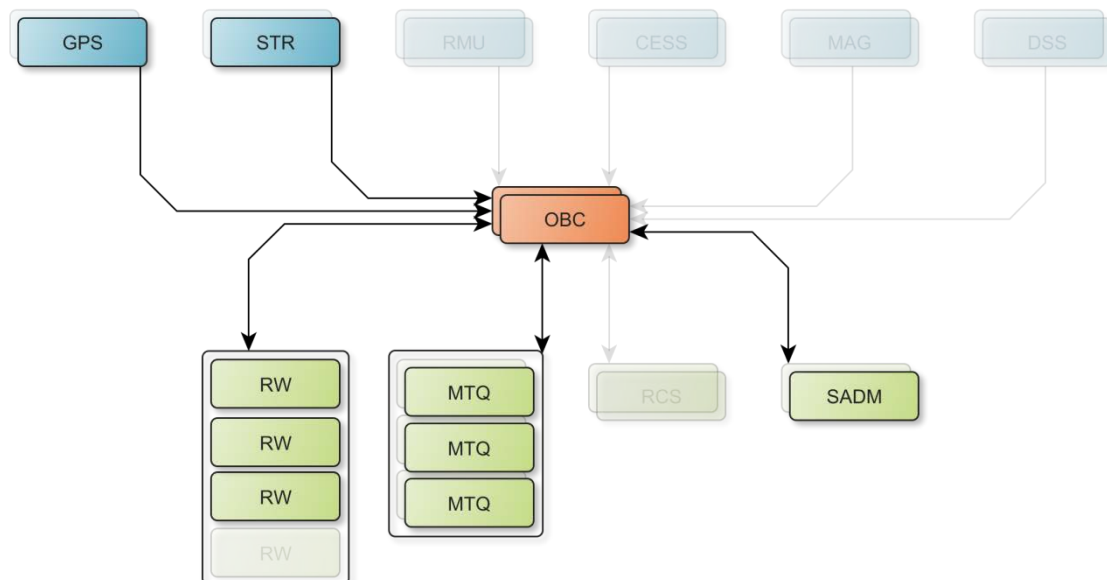 GPS
STR
RMU
CESS
MAG
DSS
OBC
RW
RW
RW
RW
MTQ
MTQ
MTQ
RCS
SADM